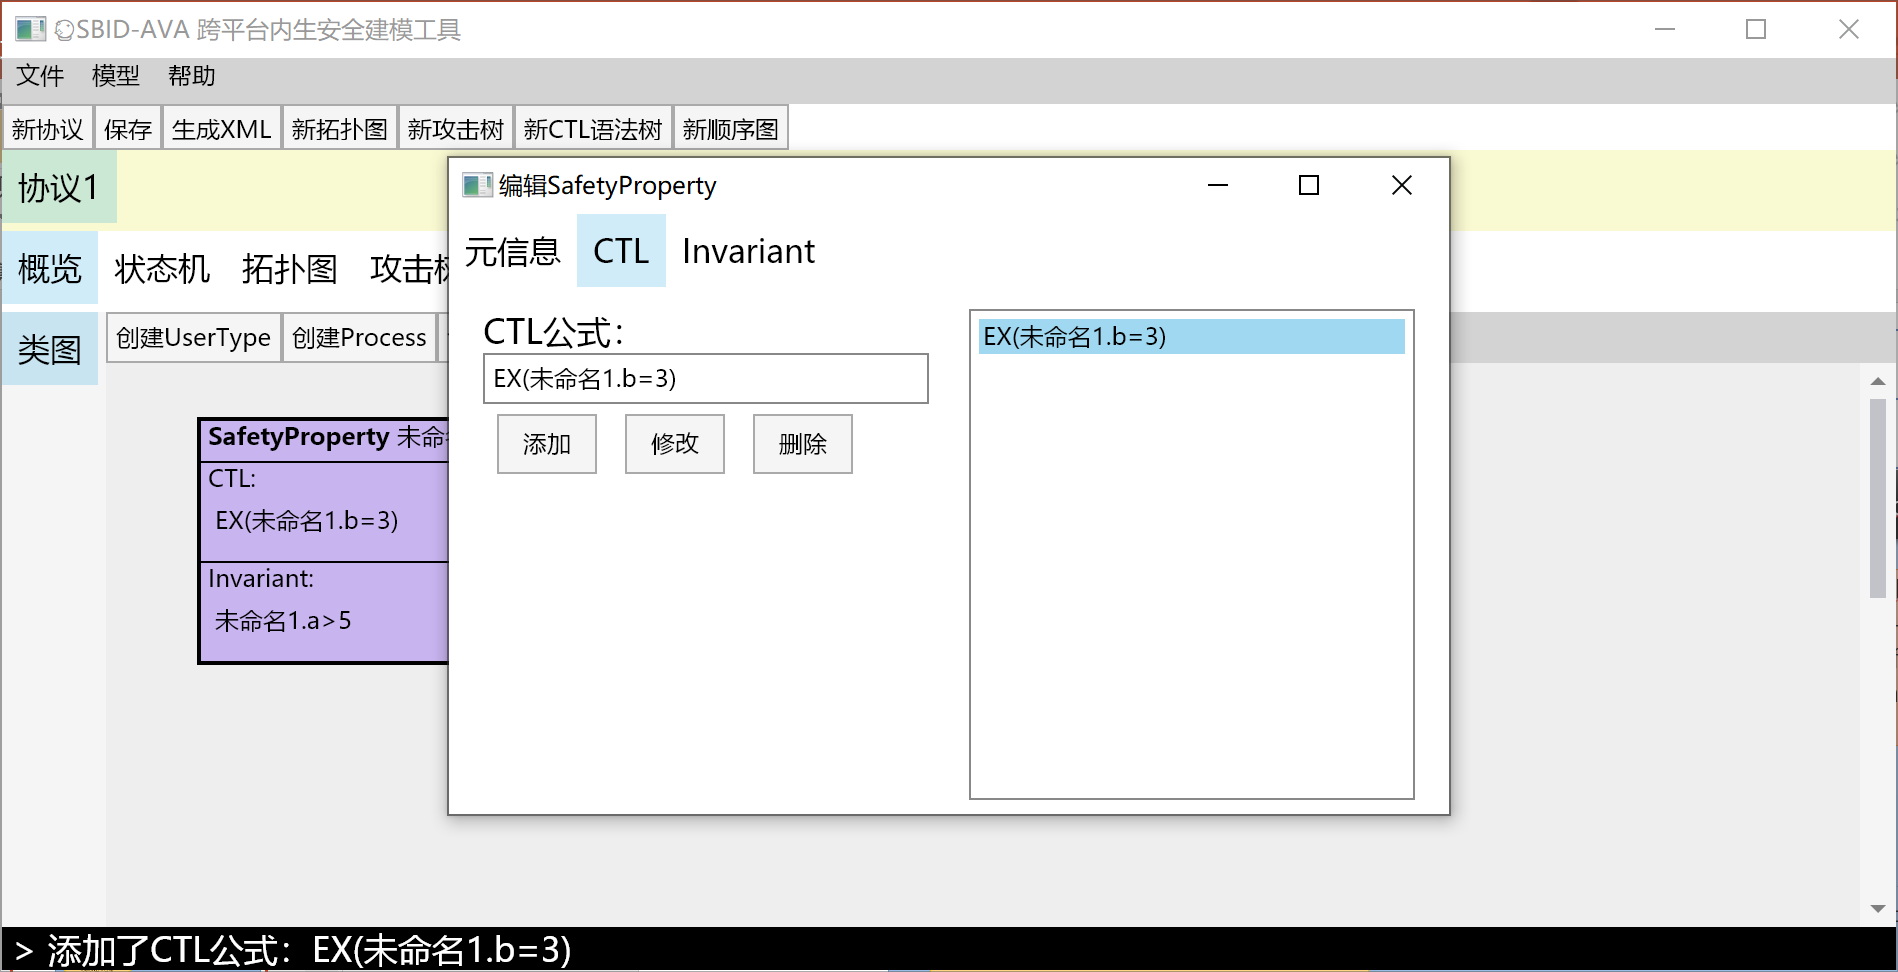 SBID-AVA 跨平台内生安全建模工具
文件 模型 帮助
新协议 保存 生成XML 新拓扑图 新攻击树 新CTL语法树 新顺序图
协议1
概览 状态机 拓扑图 攻击树
类图 创建UserType 创建Process
SafetyProperty 未命名
CTL:
EX(未命名1.b=3)
Invariant:
未命名1.a>5
编辑SafetyProperty
元信息 CTL Invariant
CTL公式：
EX(未命名1.b=3)
添加 修改 删除
EX(未命名1.b=3)
> 添加了CTL公式：EX(未命名1.b=3)